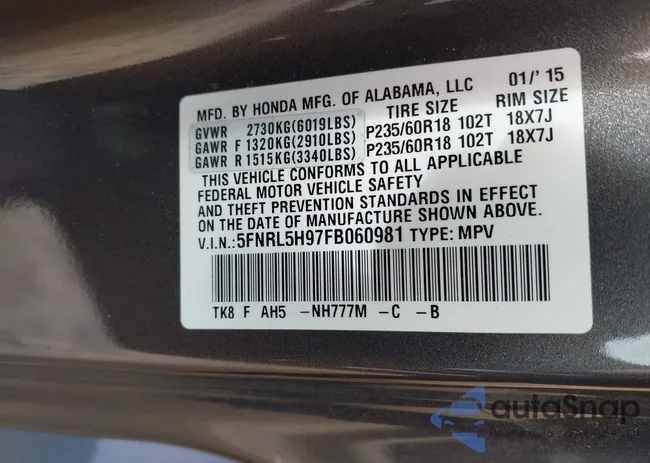 MFD. BY HONDA MFG. OF ALABAMA, LLC 01/' 15
TIRE SIZE RIM SIZE
GVWR 2730KG(6019LBS)
GAWR F 1320KG(2910LBS) P235/60R18 102T 18X7J
GAWR R 1515KG(3340LBS) P235/60R18 102T 18X7J
THIS VEHICLE CONFORMS TO ALL APPLICABLE
FEDERAL MOTOR VEHICLE SAFETY
AND THEFT PREVENTION STANDARDS IN EFFECT
ON THE DATE OF MANUFACTURE SHOWN ABOVE.
V.I.N.: 5FNRL5H97FB060981 TYPE: MPV
TK8 F AH5 -NH777M -C -B
autoSnap